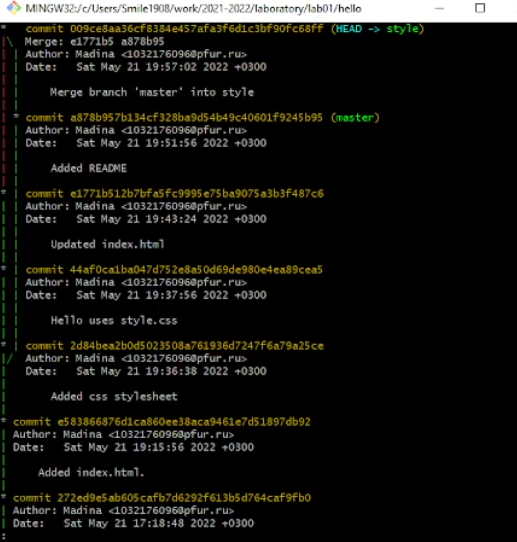 MINGW32:/c/Users/Smile1908/work/2021-2022/laboratory/lab01/hello
* commit 009ce8aa36cf8384e457afa3f6d1c3bf90fc68ff (HEAD -> style)
|\ Merge: e1771b5 a878b95
| | Author: Madina <1032176096@pfur.ru>
| | Date: Sat May 21 19:57:02 2022 +0300
| |
| | Merge branch 'master' into style
| |
| * commit a878b957b134cf328ba9d54b49c40601f9245b95 (master)
| | Author: Madina <1032176096@pfur.ru>
| | Date: Sat May 21 19:51:56 2022 +0300
| |
| | Added README
| |
* | commit e1771b512b7bfa5fc9995e75ba9075a3b3f487c6
| | Author: Madina <1032176096@pfur.ru>
| | Date: Sat May 21 19:43:24 2022 +0300
| |
| | Updated index.html
| |
* | commit 44af0ca1ba047d752e8a50d69de980e4ea89cea5
| | Author: Madina <1032176096@pfur.ru>
| | Date: Sat May 21 19:37:56 2022 +0300
| |
| | Hello uses style.css
| |
* | commit 2d84bea2b0d5023508a761936d7247f6a79a25ce
|/ Author: Madina <1032176096@pfur.ru>
| Date: Sat May 21 19:36:38 2022 +0300
|
| Added css stylesheet
|
* commit e583866876d1ca860ee38aca9461e7d51897db92
| Author: Madina <1032176096@pfur.ru>
| Date: Sat May 21 19:15:56 2022 +0300
|
| Added index.html.
|
* commit 272ed9e5ab605cafb7d6292f613b5d764caf9fb0
| Author: Madina <1032176096@pfur.ru>
| Date: Sat May 21 17:18:48 2022 +0300
: